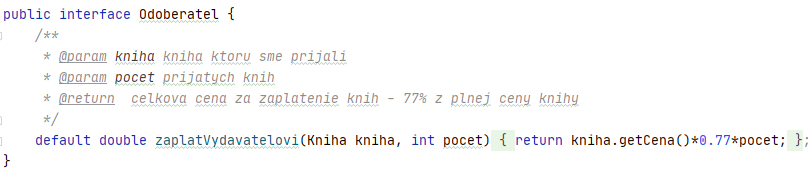 public interface Odoberatel {
/**
* @param kniha kniha ktoru sme prijali
* @param pocet prijatych knih
* @return  celkova cena za zaplatenie knih - 77% z plnej ceny knihy
*/
default double zaplatVydavatelovi(Kniha kniha, int pocet) { return kniha.getCena()*0.77*pocet; };
}